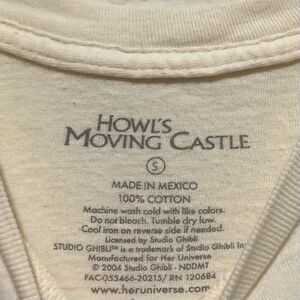 HOWL'S
MOVING CASTLE
S
MADE IN MEXICO
100% COTTON
Machine wash cold with like colors.
Do not bleach. Tumble dry low.
Cool iron on reverse side if needed.
Licensed by Studio Ghibli
STUDIO GHIBLI™ is a trademark of Studio Ghibli In
Manufactured for Her Universe
© 2004 Studio Ghibli - NDDMT
FAC-Q53466-20215/ RN 120684
www.heruniverse.com